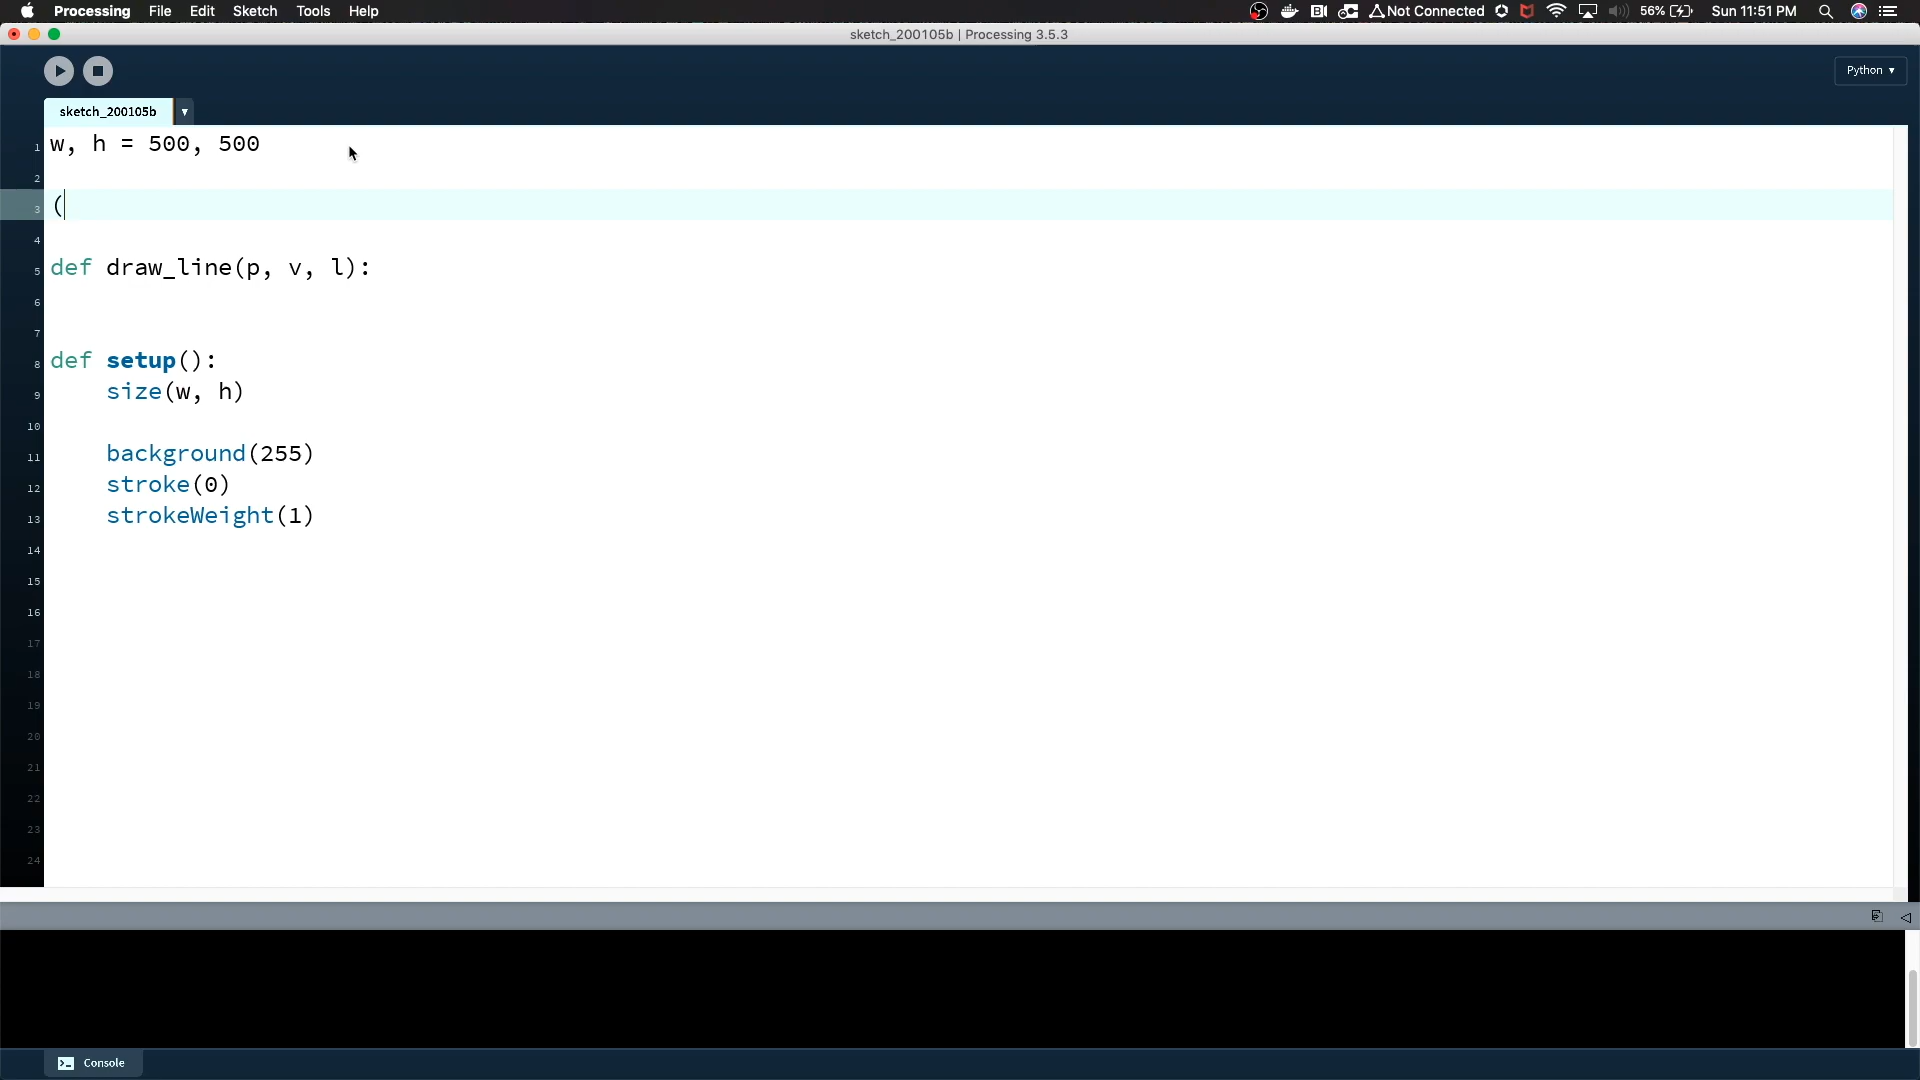 Processing File Edit Sketch Tools Help Not Connected 56% Sun 11:51 PM
sketch_200105b | Processing 3.5.3
Python ▾
sketch_200105b ▾
1 w, h = 500, 500
2
3 (
4
5 def draw_line(p, v, l):
6
7
8 def setup():
9 size(w, h)
10
11 background(255)
12 stroke(0)
13 strokeWeight(1)
14
15
16
17
18
19
20
21
22
23
24
>_ Console